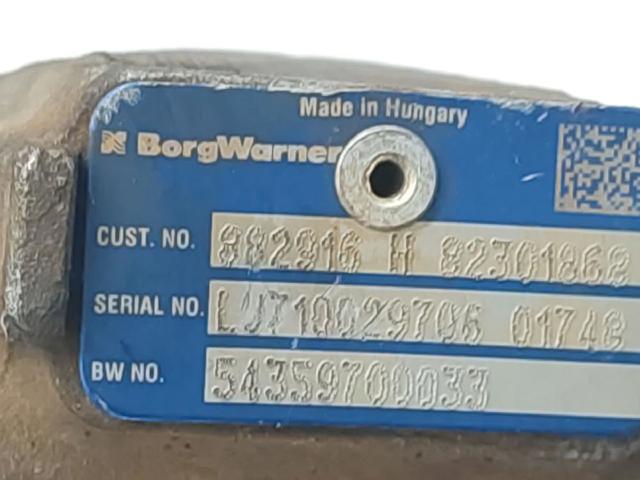 Made in Hungary
BorgWarner
CUST. NO. 882916 H 82301862
SERIAL NO. LJ710029706 01748
BW NO. 54359700033